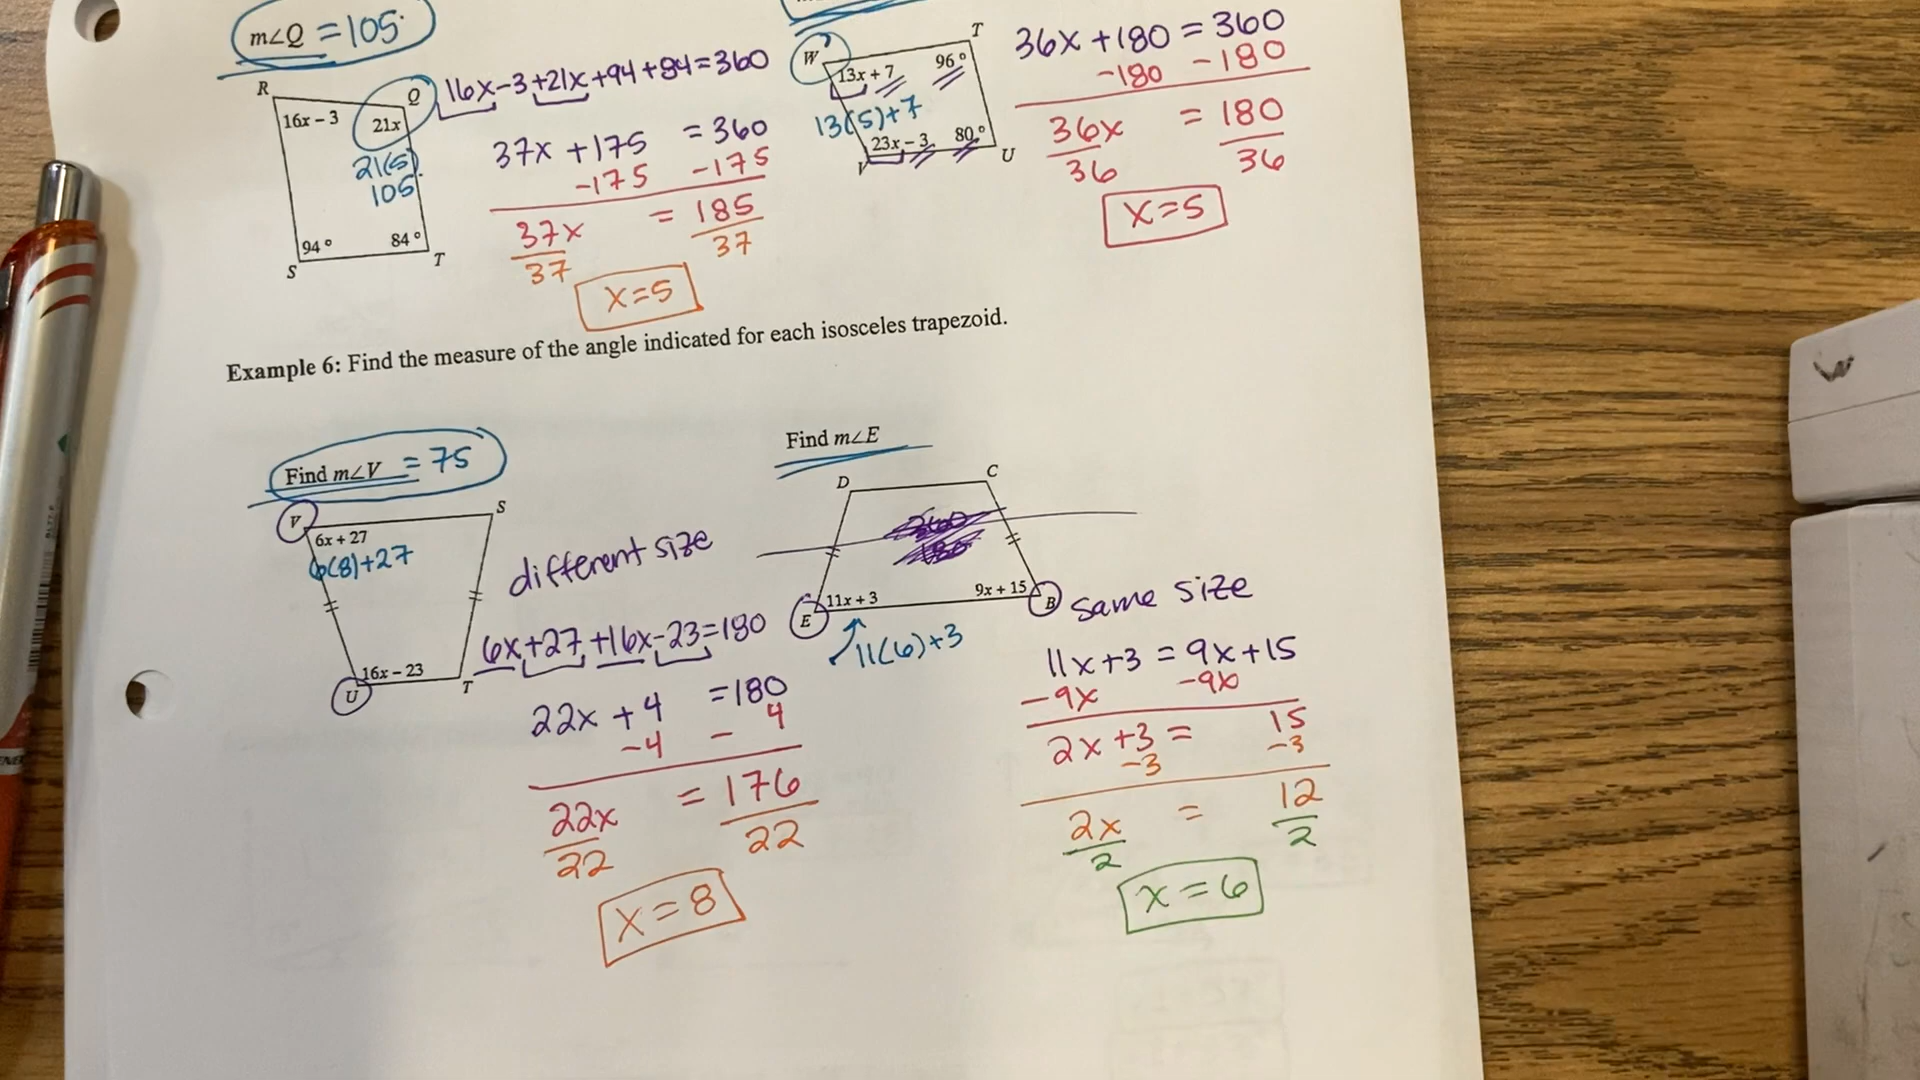 m∠Q = 105°
R
Q
16x – 3
21x
21(5)
105
94°
84°
S
T
16x-3+21x+94+84=360
37x +175 = 360
-175 -175
37x = 185
37 37
x=5
W
T
13x + 7
96°
13(5)+7
23x – 3
80°
V
U
36x +180 = 360
-180 -180
36x = 180
36 36
x=5
Example 6: Find the measure of the angle indicated for each isosceles trapezoid.
Find m∠V = 75
V
S
6x + 27
6(8)+27
16x – 23
U
T
different size
6x+27+16x-23=180
22x + 4 = 180
-4 - 4
22x = 176
22 22
x = 8
Find m∠E
D
C
360
180
11x + 3
9x + 15
E
B
11(6)+3
same size
11x+3 = 9x+15
-9x -9x
2x +3 = 15
-3 -3
2x = 12
2 2
x = 6